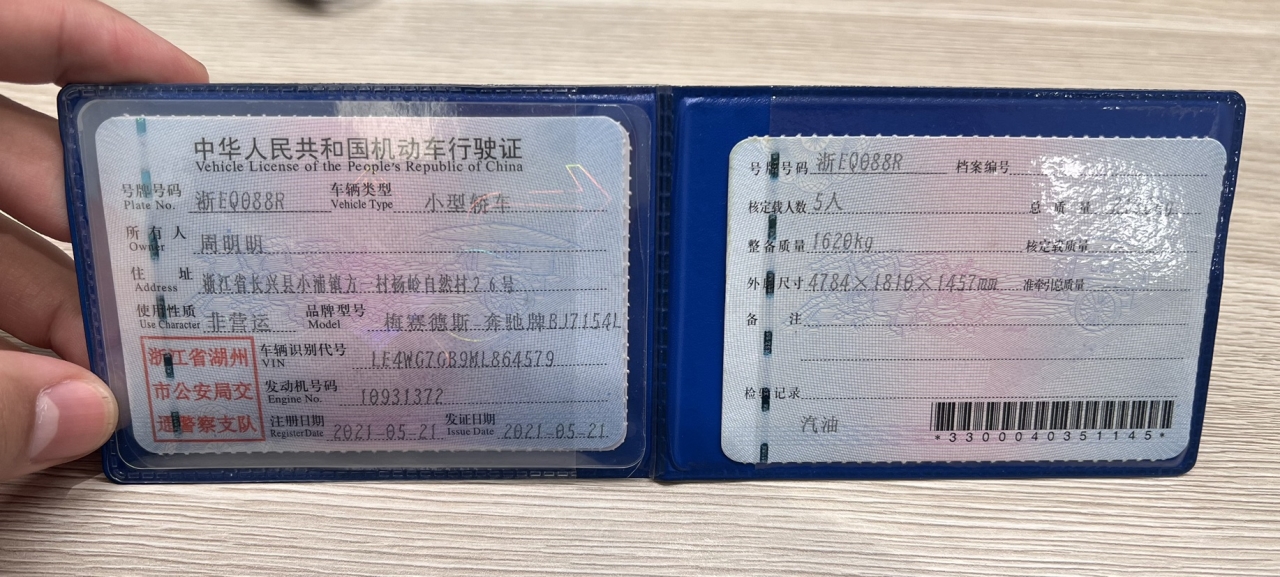 中华人民共和国机动车行驶证
Vehicle License of the People's Republic of China
号牌号码 Plate No. 浙EQ088R 车辆类型 Vehicle Type 小型轿车
所有人 Owner 周明明
住址 Address 浙江省长兴县小浦镇方一村杨岭自然村26号
使用性质 Use Character 非营运 品牌型号 Model 梅赛德斯-奔驰牌BJ7154L
浙江省湖州
市公安局交
通警察支队
车辆识别代号 VIN LE4WG7GB9ML864579
发动机号码 Engine No. 10931372
注册日期 Register Date 2021-05-21 发证日期 Issue Date 2021-05-21
号牌号码 浙EQ088R 档案编号
核定载人数 5人 总质量
整备质量 1620kg 核定载质量
外廓尺寸 4784×1810×1457mm 准牵引总质量
备注
检验记录
汽油
*3300040351145*